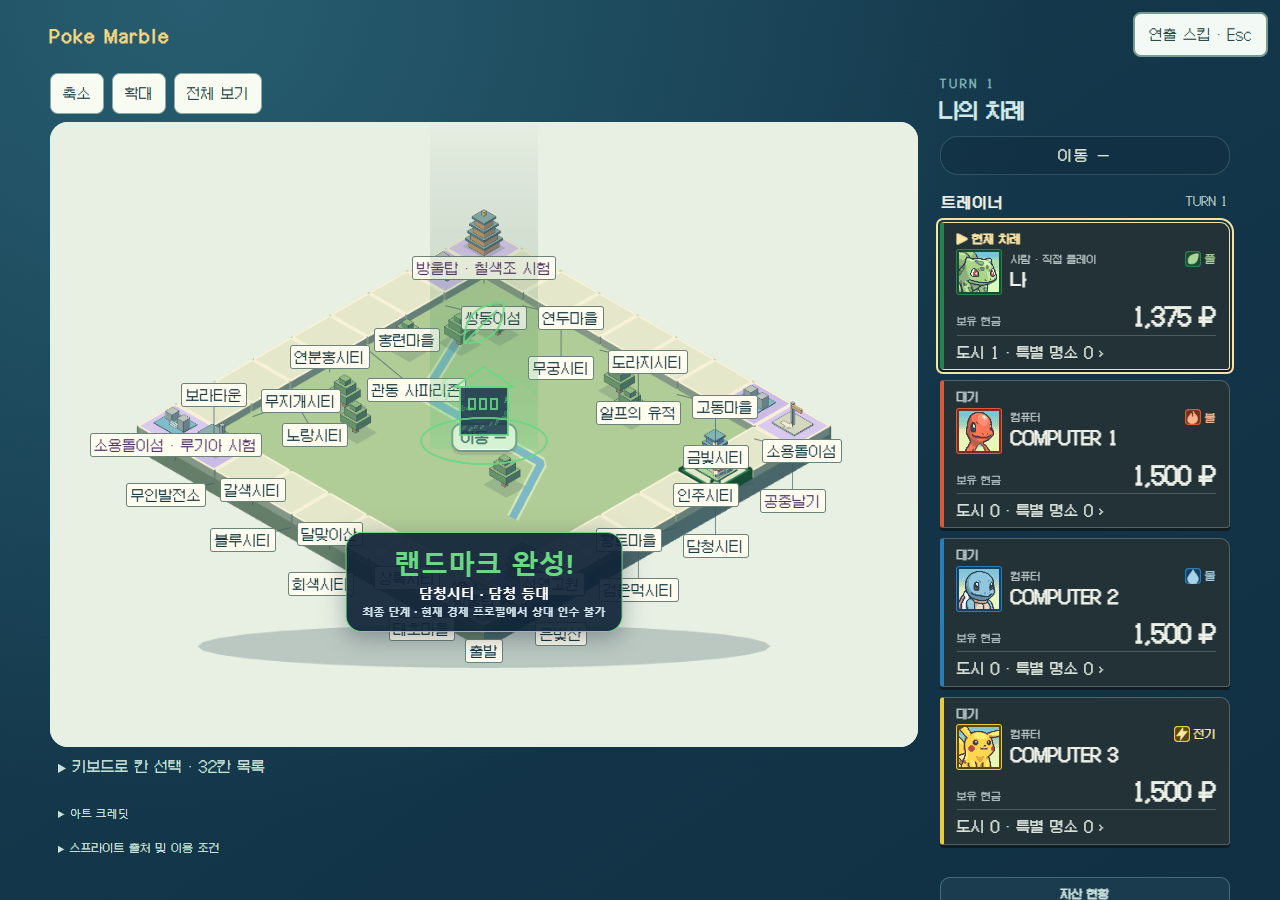 Poke Marble
연출 스킵 · Esc
축소
확대
전체 보기
TURN 1
나의 차례
이동 —
트레이너
TURN 1
▶ 현재 차례
사람 · 직접 플레이
풀
나
보유 현금
1,375 ₽
도시 1 · 특별 명소 0 ›
대기
컴퓨터
불
COMPUTER 1
보유 현금
1,500 ₽
도시 0 · 특별 명소 0 ›
대기
컴퓨터
물
COMPUTER 2
보유 현금
1,500 ₽
도시 0 · 특별 명소 0 ›
대기
컴퓨터
전기
COMPUTER 3
보유 현금
1,500 ₽
도시 0 · 특별 명소 0 ›
자산 현황
방울탑 · 칠색조 시험
쌍둥이섬
연두마을
홍련마을
연분홍시티
무궁시티
도라지시티
관동 사파리존
보라타운
무지개시티
알프의 유적
고동마을
노랑시티
이동 —
소용돌이섬 · 루기아 시험
금빛시티
소용돌이섬
무인발전소
갈색시티
인주시티
공중날기
블루시티
달맞이산
황토마을
담청시티
회색시티
검은먹시티
랜드마크 완성!
담청시티 · 담청 등대
최종 단계 · 현재 경제 프로필에서 상대 인수 불가
태초마을
은빛산
출발
▶ 키보드로 칸 선택 · 32칸 목록
▶ 아트 크레딧
▶ 스프라이트 출처 및 이용 조건